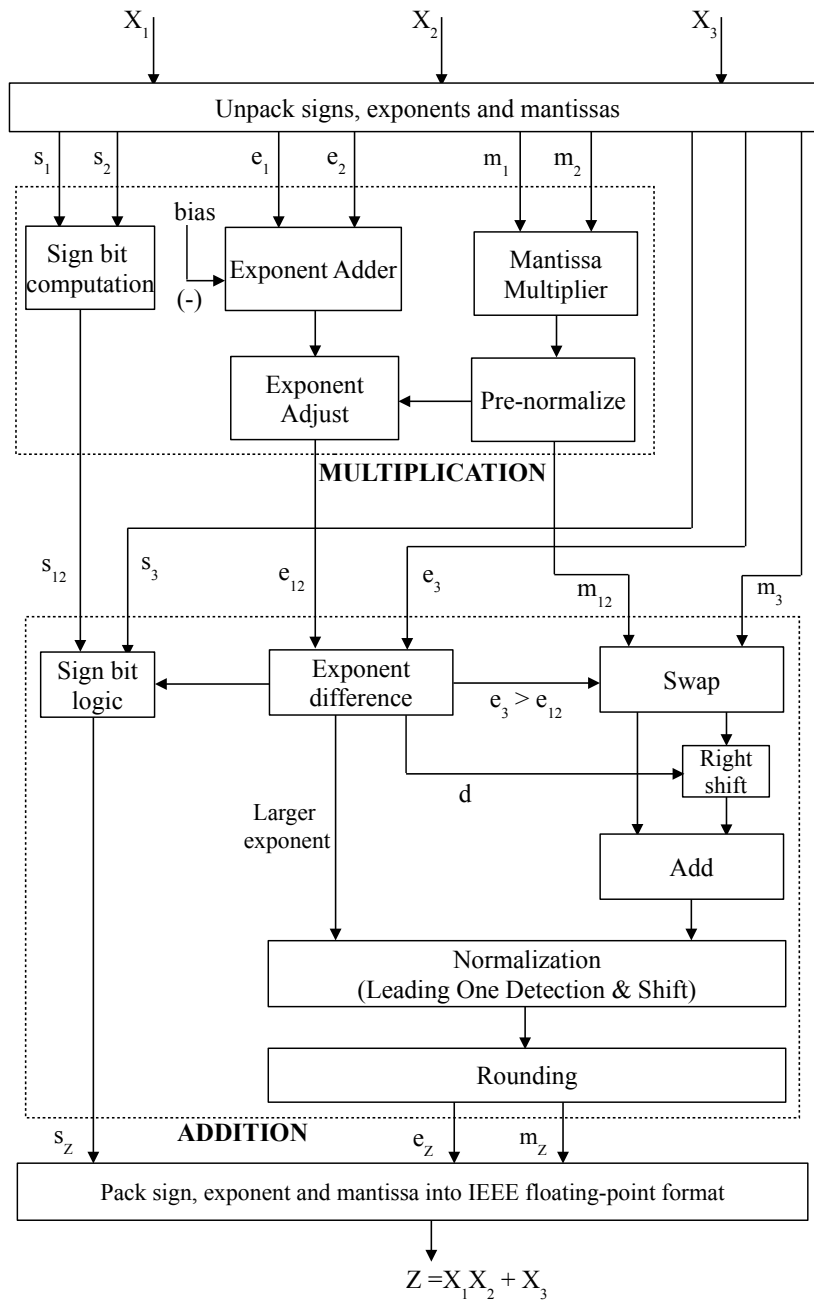 X₁ X₂ X₃
Unpack signs, exponents and mantissas
s₁ s₂ e₁ e₂ m₁ m₂
bias
(-)
Sign bit
computation
Exponent Adder
Mantissa
Multiplier
Exponent
Adjust
Pre-normalize
MULTIPLICATION
s₁₂ s₃ e₁₂ e₃ m₁₂ m₃
Sign bit
logic
Exponent
difference
e₃ > e₁₂
Swap
Right
shift
d
Larger
exponent
Add
Normalization
(Leading One Detection & Shift)
Rounding
ADDITION
s_Z e_Z m_Z
Pack sign, exponent and mantissa into IEEE floating-point format
Z =X₁X₂ + X₃